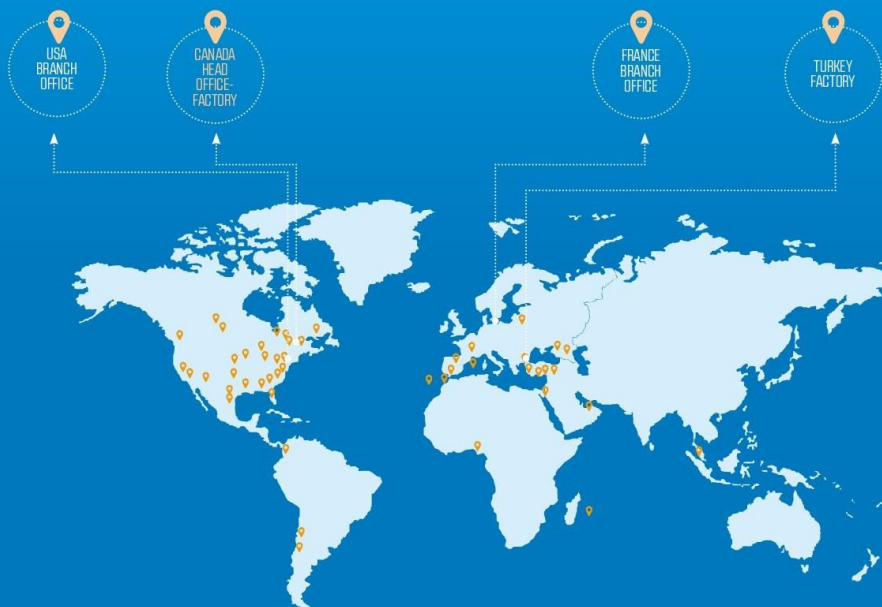 USA
BRANCH
OFFICE
CANADA
HEAD
OFFICE-
FACTORY
FRANCE
BRANCH
OFFICE
TURKEY
FACTORY